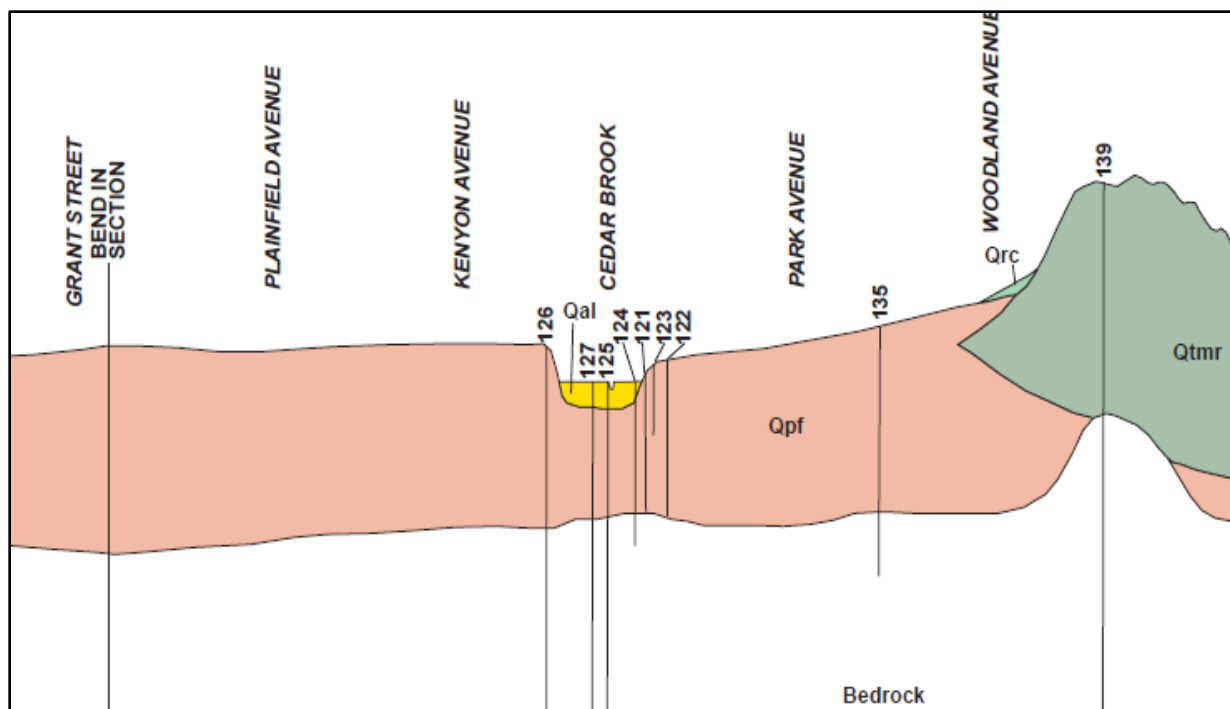 GRANT STREET
BEND IN
SECTION
PLAINFIELD AVENUE
KENYON AVENUE
CEDAR BROOK
PARK AVENUE
WOODLAND AVENUE
126
Qal
127
125
124
121
123
122
135
Qrc
139
Qtmr
Qpf
Bedrock